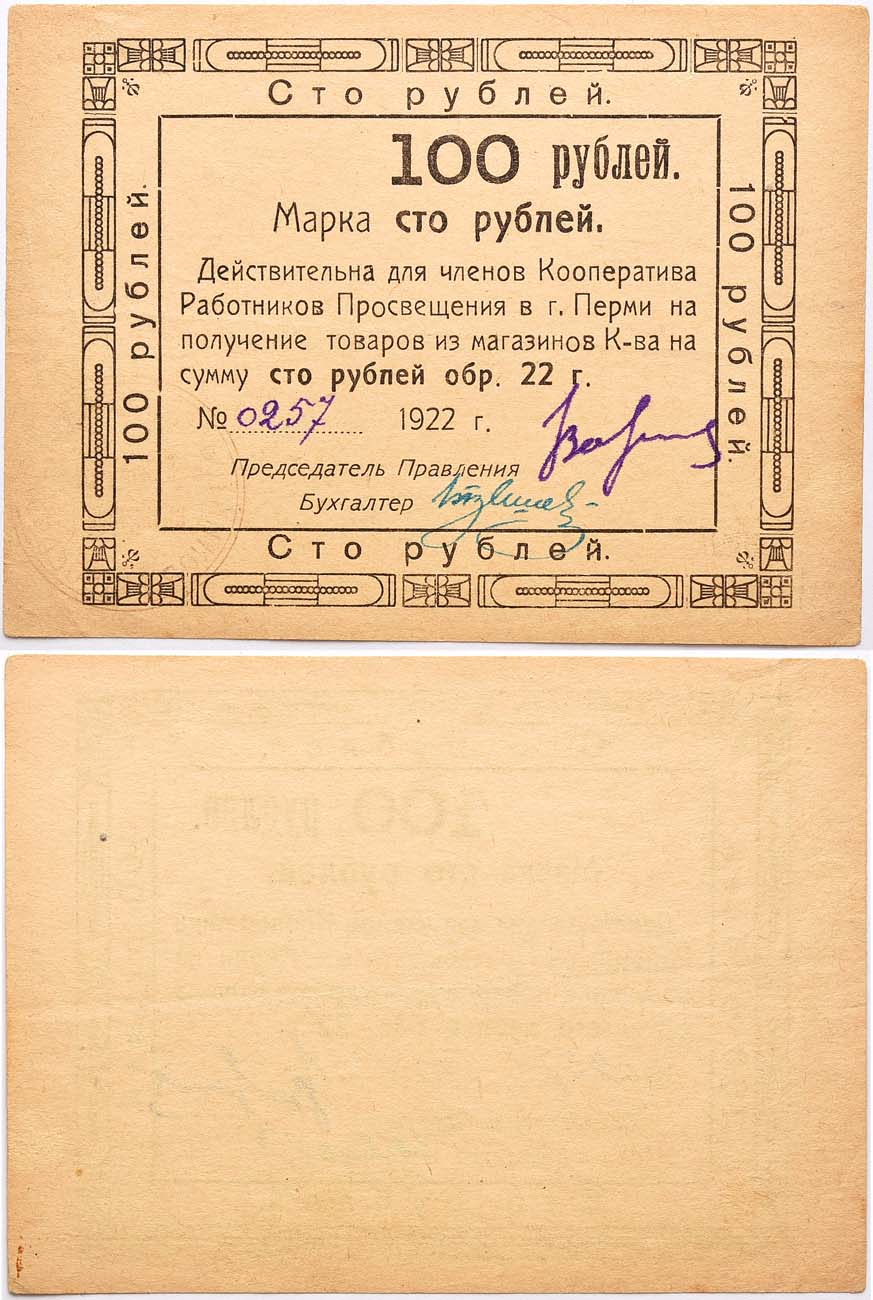 Сто рублей.
100 рублей.
100 рублей.
100 рублей.
Марка сто рублей.
Действительна для членов Кооператива
Работников Просвещения в г. Перми на
получение товаров из магазинов К-ва на
сумму сто рублей обр. 22 г.
№ 0257 1922 г.
Председатель Правления
Бухгалтер
Сто рублей.